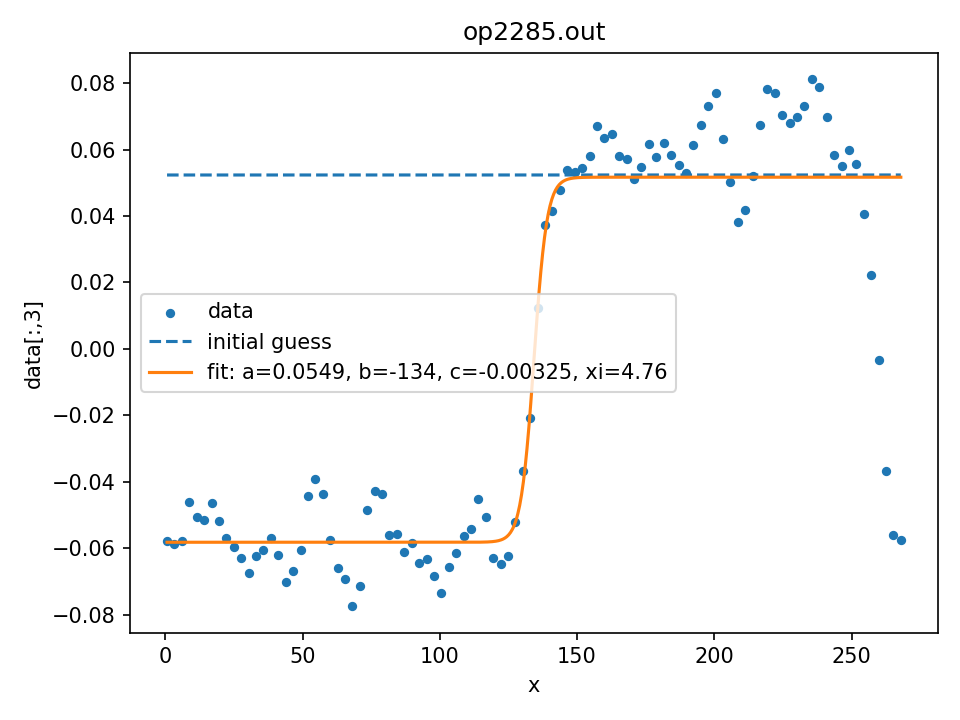 op2285.out
0.08
0.06
0.04
0.02
0.00
−0.02
−0.04
−0.06
−0.08
data[:,3]
data
initial guess
fit: a=0.0549, b=-134, c=-0.00325, xi=4.76
0
50
100
150
200
250
x